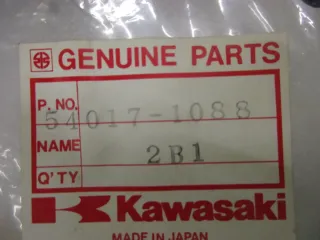 GENUINE PARTS
P.NO.
54017-1088
NAME
2B1
Q'TY
Kawasaki
MADE IN JAPAN